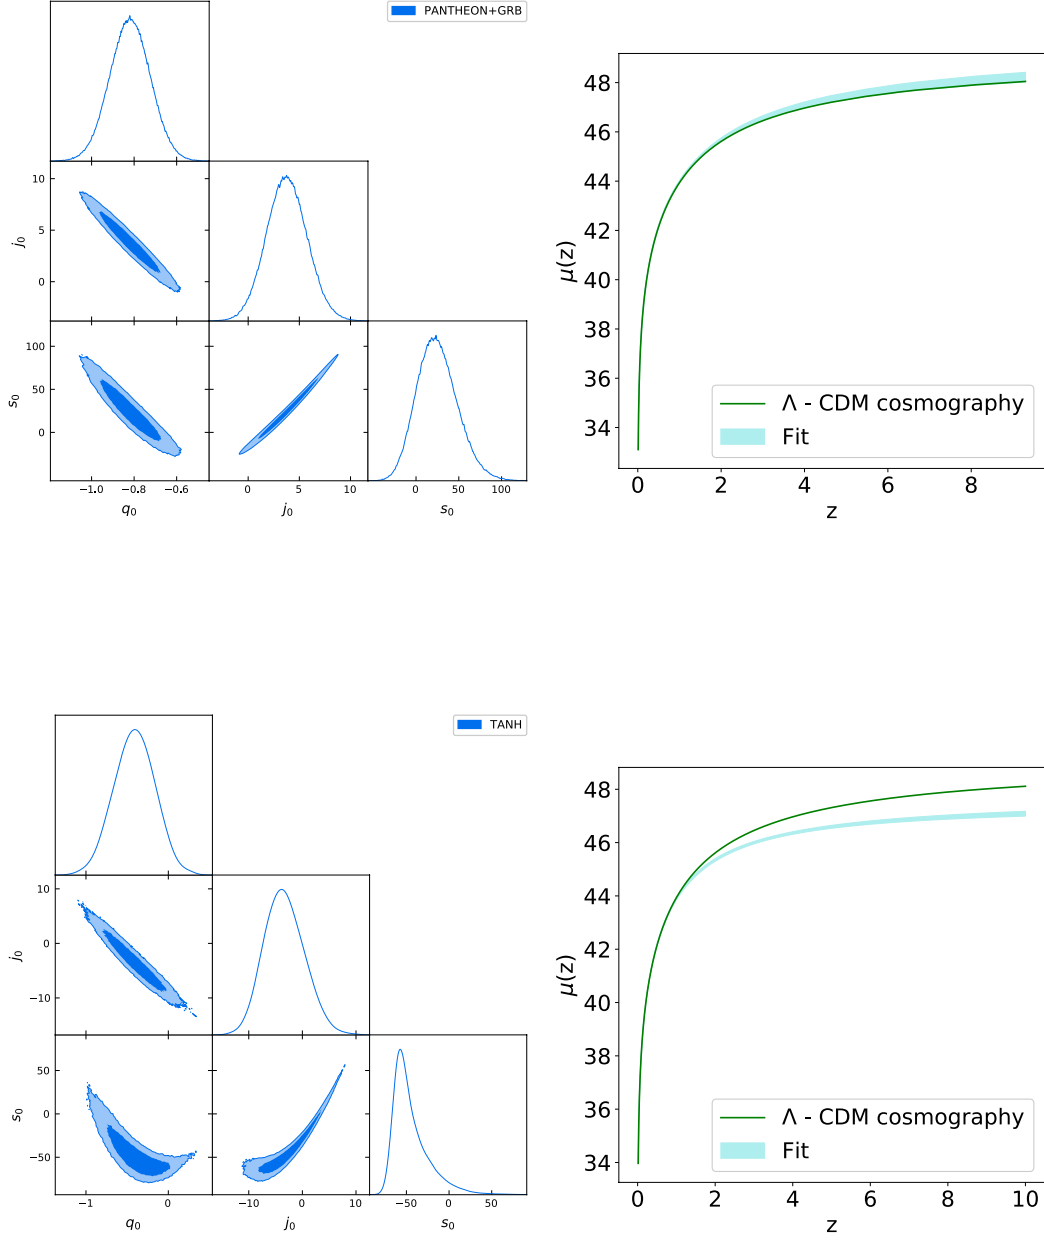 PANTHEON+GRB
10
5
0
j₀
100
50
0
s₀
−1.0 −0.8 −0.6
q₀
0 5 10
j₀
0 50 100
s₀
48
46
44
42
40
38
36
34
μ(z)
Λ - CDM cosmography
Fit
0 2 4 6 8
z
TANH
10
0
−10
j₀
50
0
−50
s₀
−1 0
q₀
−10 0 10
j₀
−50 0 50
s₀
48
46
44
42
40
38
36
34
μ(z)
Λ - CDM cosmography
Fit
0 2 4 6 8 10
z